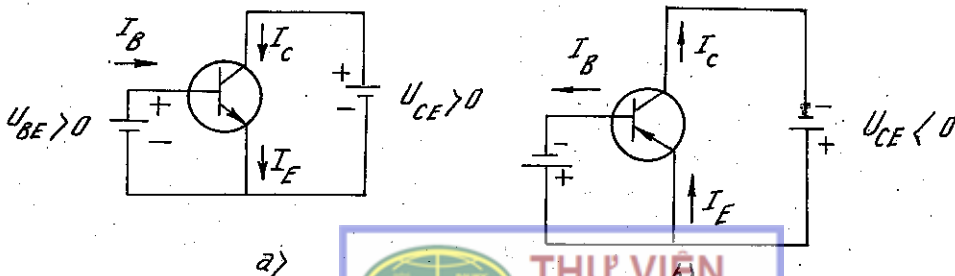 I_B
I_C
+
-
U_BE > 0
+
-
U_CE > 0
I_E
a)
I_B
I_C
-
+
-
+
U_CE < 0
I_E
THƯ VIỆN